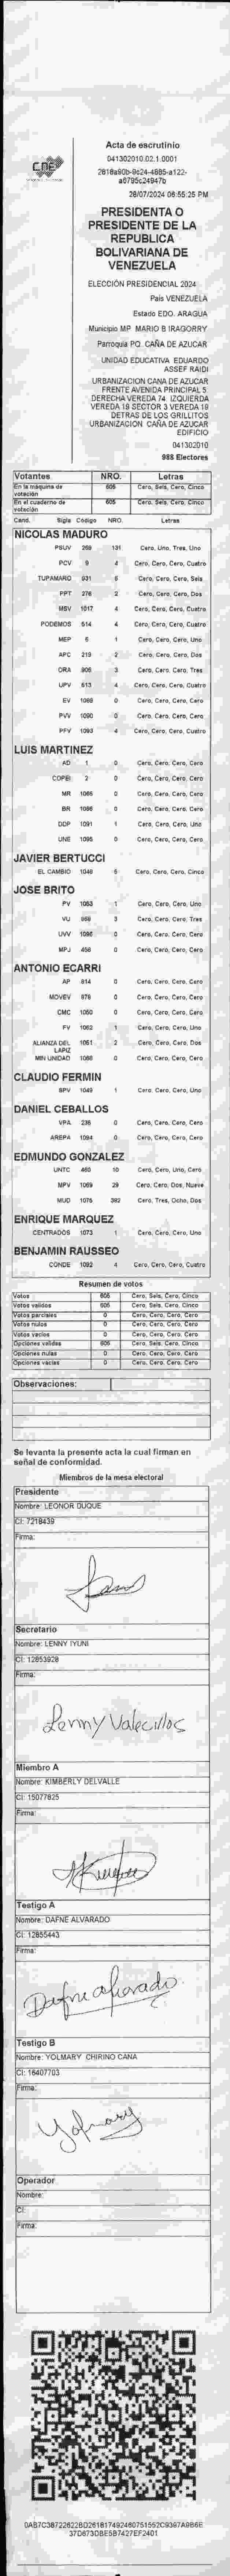 Acta de escrutinio
041302010.02.1.0001
28/07/2024 06:55:25 PM
PRESIDENTA O
PRESIDENTE DE LA
REPUBLICA
BOLIVARIANA DE
VENEZUELA
ELECCIÓN PRESIDENCIAL 2024
País VENEZUELA
Estado EDO. ARAGUA
Municipio MP. MARIO B IRAGORRY
Parroquia PQ. CAÑA DE AZUCAR
UNIDAD EDUCATIVA EDUARDO
ASSEF RAIDI
URBANIZACION CANA DE AZUCAR
FRENTE AVENIDA PRINCIPAL 5
DERECHA VEREDA 74. IZQUIERDA
VEREDA 18 SECTOR 3 VEREDA 19
DETRAS DE LOS GRILLITOS
URBANIZACION CAÑA DE AZUCAR
EDIFICIO
041302010
988 Electores
Votantes NRO. Letras
En la máquina de votación 605 Cero, Seis, Cero, Cinco
En el cuaderno de votación 605 Cero, Seis, Cero, Cinco
Cand. Sigla Código NRO. Letras
NICOLAS MADURO
PSUV 269 131 Cero, Uno, Tres, Uno
PCV 9 4 Cero, Cero, Cero, Cuatro
TUPAMARO 931 6 Cero, Cero, Cero, Seis
PPT 276 2 Cero, Cero, Cero, Dos
MSV 1017 4 Cero, Cero, Cero, Cuatro
PODEMOS 514 4 Cero, Cero, Cero, Cuatro
MEP 6 1 Cero, Cero, Cero, Uno
APC 219 2 Cero, Cero, Cero, Dos
ORA 905 3 Cero, Cero, Cero, Tres
UPV 613 4 Cero, Cero, Cero, Cuatro
EV 1089 0 Cero, Cero, Cero, Cero
PVV 1090 0 Cero, Cero, Cero, Cero
PFV 1093 4 Cero, Cero, Cero, Cuatro
LUIS MARTINEZ
AD 1 0 Cero, Cero, Cero, Cero
COPEI 2 0 Cero, Cero, Cero, Cero
MR 1065 0 Cero, Cero, Cero, Cero
BR 1086 0 Cero, Cero, Cero, Cero
DDP 1091 1 Cero, Cero, Cero, Uno
UNE 1095 0 Cero, Cero, Cero, Cero
JAVIER BERTUCCI
EL CAMBIO 1048 5 Cero, Cero, Cero, Cinco
JOSE BRITO
PV 1053 1 Cero, Cero, Cero, Uno
VU 958 3 Cero, Cero, Cero, Tres
UVV 1096 0 Cero, Cero, Cero, Cero
MPJ 458 0 Cero, Cero, Cero, Cero
ANTONIO ECARRI
AP 814 0 Cero, Cero, Cero, Cero
MOVEV 878 0 Cero, Cero, Cero, Cero
CMC 1050 0 Cero, Cero, Cero, Cero
FV 1062 1 Cero, Cero, Cero, Uno
ALIANZA DEL LAPIZ 1051 2 Cero, Cero, Cero, Dos
MIN UNIDAD 1088 0 Cero, Cero, Cero, Cero
CLAUDIO FERMIN
SPV 1049 1 Cero, Cero, Cero, Uno
DANIEL CEBALLOS
VPA 236 0 Cero, Cero, Cero, Cero
AREPA 1094 0 Cero, Cero, Cero, Cero
EDMUNDO GONZALEZ
UNTC 460 10 Cero, Cero, Uno, Cero
MPV 1069 29 Cero, Cero, Dos, Nueve
MUD 1075 382 Cero, Tres, Ocho, Dos
ENRIQUE MARQUEZ
CENTRADOS 1073 1 Cero, Cero, Cero, Uno
BENJAMIN RAUSSEO
CONDE 1092 4 Cero, Cero, Cero, Cuatro
Resumen de votos
Votos 605 Cero, Seis, Cero, Cinco
Votos validos 605 Cero, Seis, Cero, Cinco
Votos parciales 0 Cero, Cero, Cero, Cero
Votos nulos 0 Cero, Cero, Cero, Cero
Votos vacios 0 Cero, Cero, Cero, Cero
Opciones validas 605 Cero, Seis, Cero, Cinco
Opciones nulas 0 Cero, Cero, Cero, Cero
Opciones vacias 0 Cero, Cero, Cero, Cero
Observaciones:
Se levanta la presente acta la cual firman en
señal de conformidad.
Miembros de la mesa electoral
Presidente
Nombre: LEONOR DUQUE
CI: 7218439
Firma:
Secretario
Nombre: LENNY IYUNI
CI: 12853928
Firma:
Lenny Valecillos
Miembro A
Nombre: KIMBERLY DELVALLE
CI: 15077625
Firma:
Testigo A
Nombre: DAFNE ALVARADO
CI: 12855443
Firma:
Dafne Alvarado
Testigo B
Nombre: YOLMARY CHIRINO CANA
CI: 16407703
Firma:
Yolmary
Operador
Nombre:
CI:
Firma: